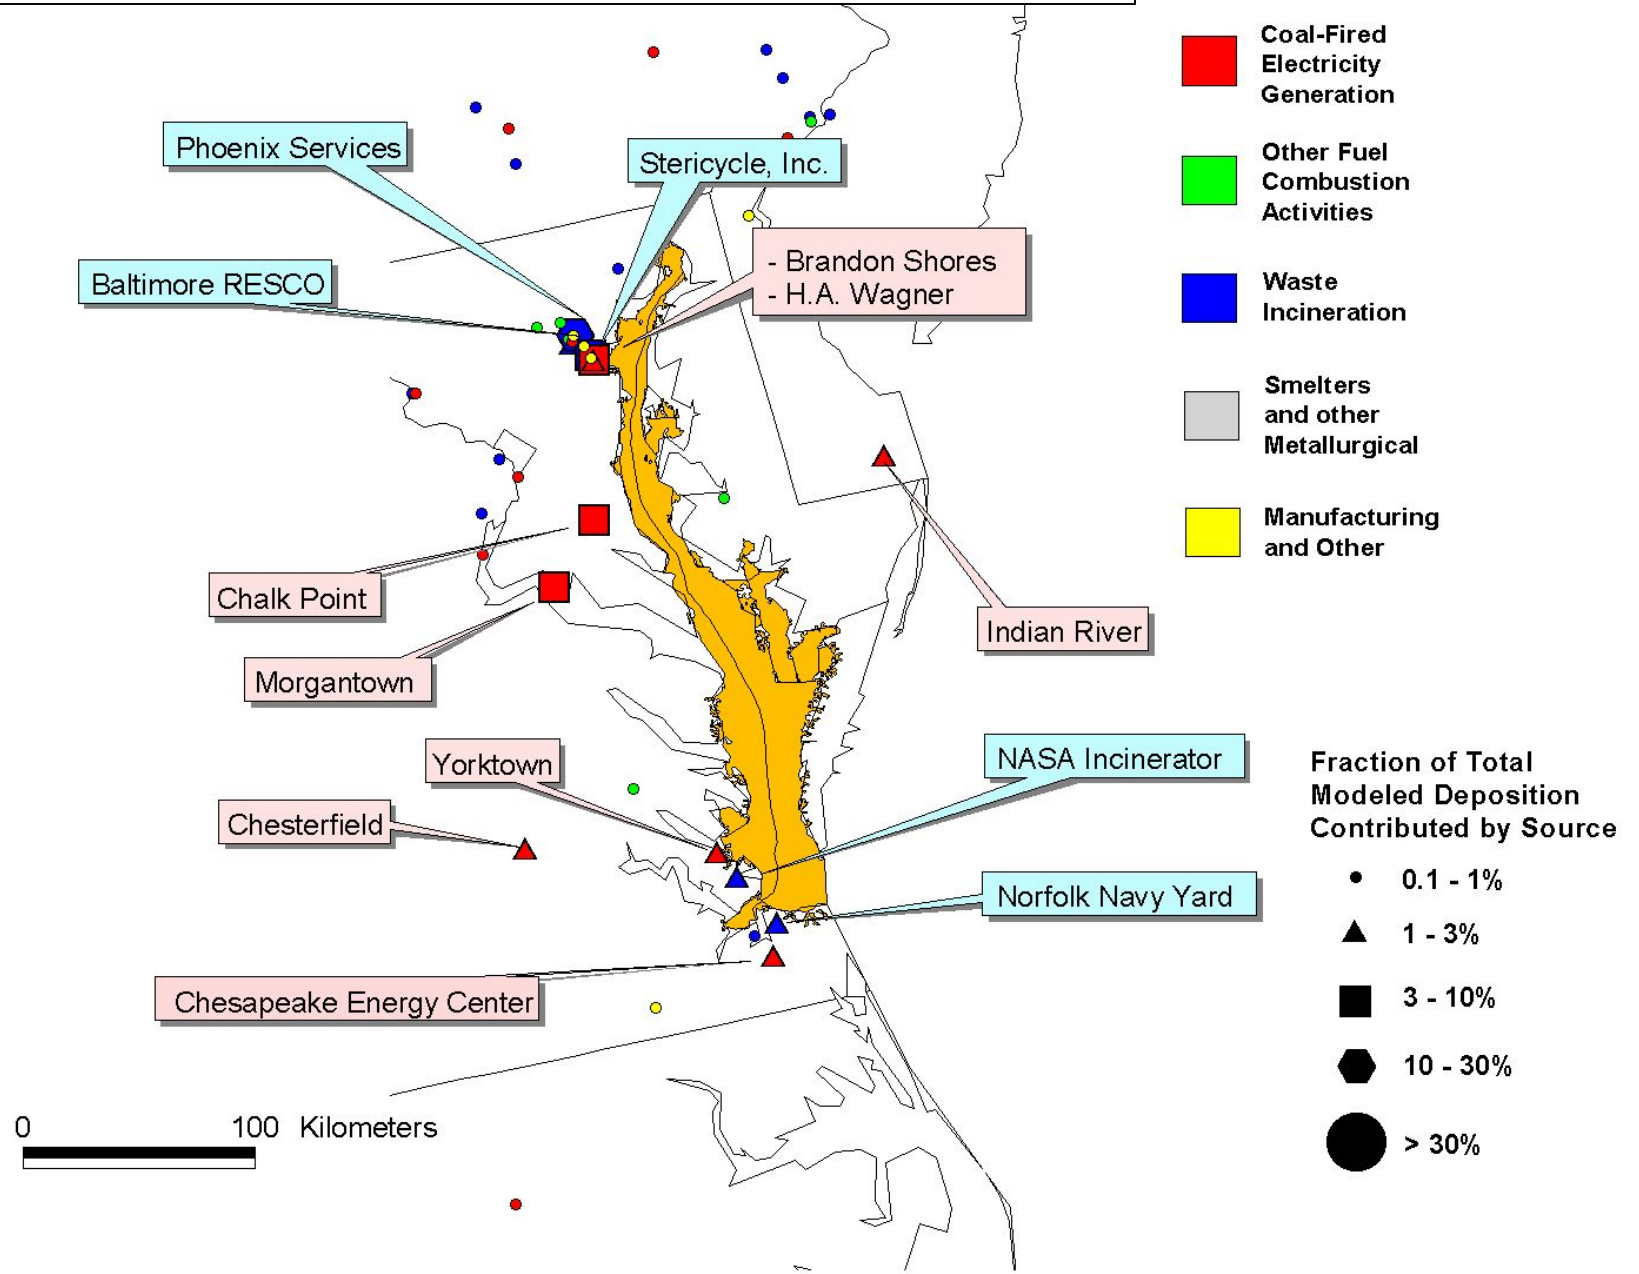 Coal-Fired
Electricity
Generation
Other Fuel
Combustion
Activities
Waste
Incineration
Smelters
and other
Metallurgical
Manufacturing
and Other
Phoenix Services
Stericycle, Inc.
- Brandon Shores
- H.A. Wagner
Baltimore RESCO
Chalk Point
Indian River
Morgantown
Yorktown
NASA Incinerator
Chesterfield
Norfolk Navy Yard
Chesapeake Energy Center
Fraction of Total
Modeled Deposition
Contributed by Source
0.1 - 1%
1 - 3%
3 - 10%
10 - 30%
> 30%
0 100 Kilometers